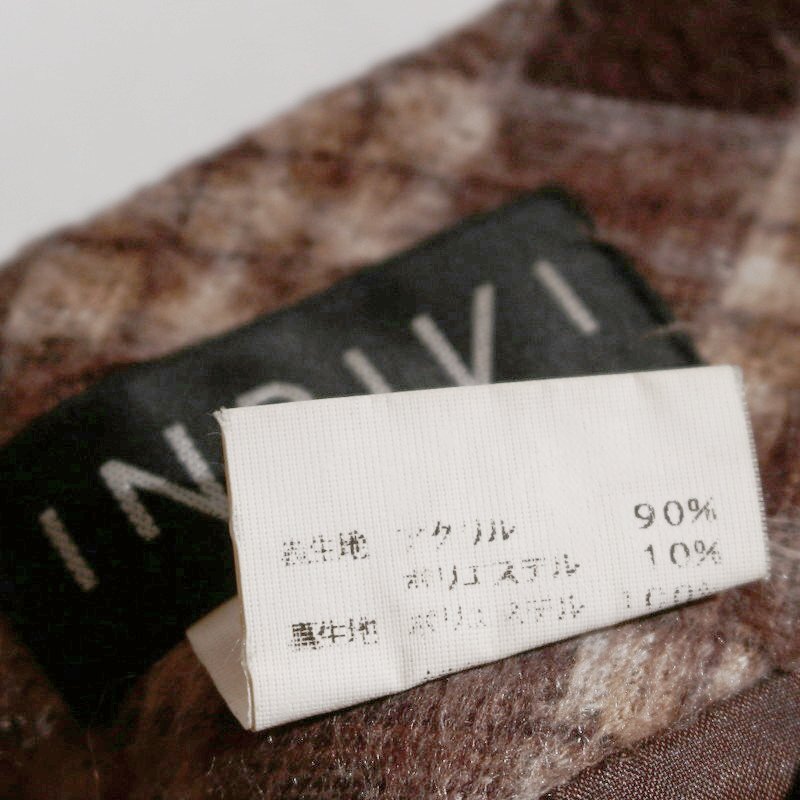 INDIVI
表生地 アクリル 90%
ポリエステル 10%
裏生地 ポリエステル 100%